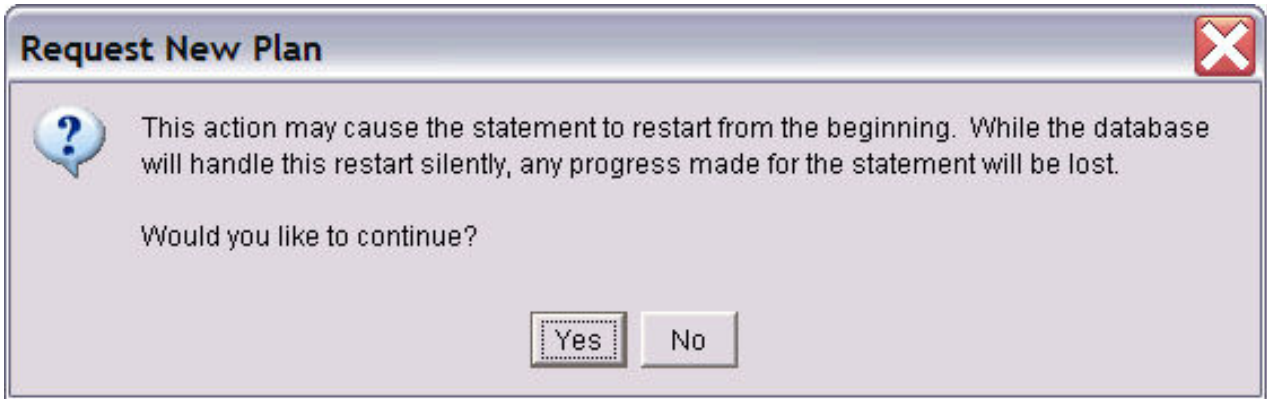 Request New Plan
This action may cause the statement to restart from the beginning. While the database
will handle this restart silently, any progress made for the statement will be lost.
Would you like to continue?
Yes No